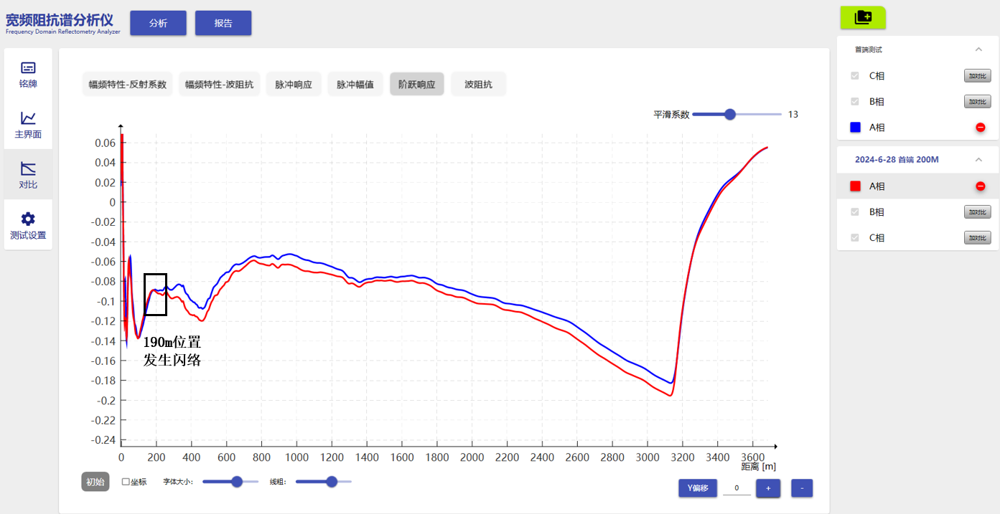 宽频阻抗谱分析仪
Frequency Domain Reflectometry Analyzer
分析
报告
铭牌
主界面
对比
测试设置
幅频特性-反射系数
幅频特性-波阻抗
脉冲响应
脉冲幅值
阶跃响应
波阻抗
平滑系数
13
0.06
0.04
0.02
0
-0.02
-0.04
-0.06
-0.08
-0.1
-0.12
-0.14
-0.16
-0.18
-0.2
-0.22
-0.24
190m位置
发生闪络
0 200 400 600 800 1000 1200 1400 1600 1800 2000 2200 2400 2600 2800 3000 3200 3400 3600
距离 [m]
初始
坐标
字体大小:
线粗:
Y偏移
0
+
-
首端测试
C相
加对比
B相
加对比
A相
2024-6-28 首端 200M
A相
B相
加对比
C相
加对比